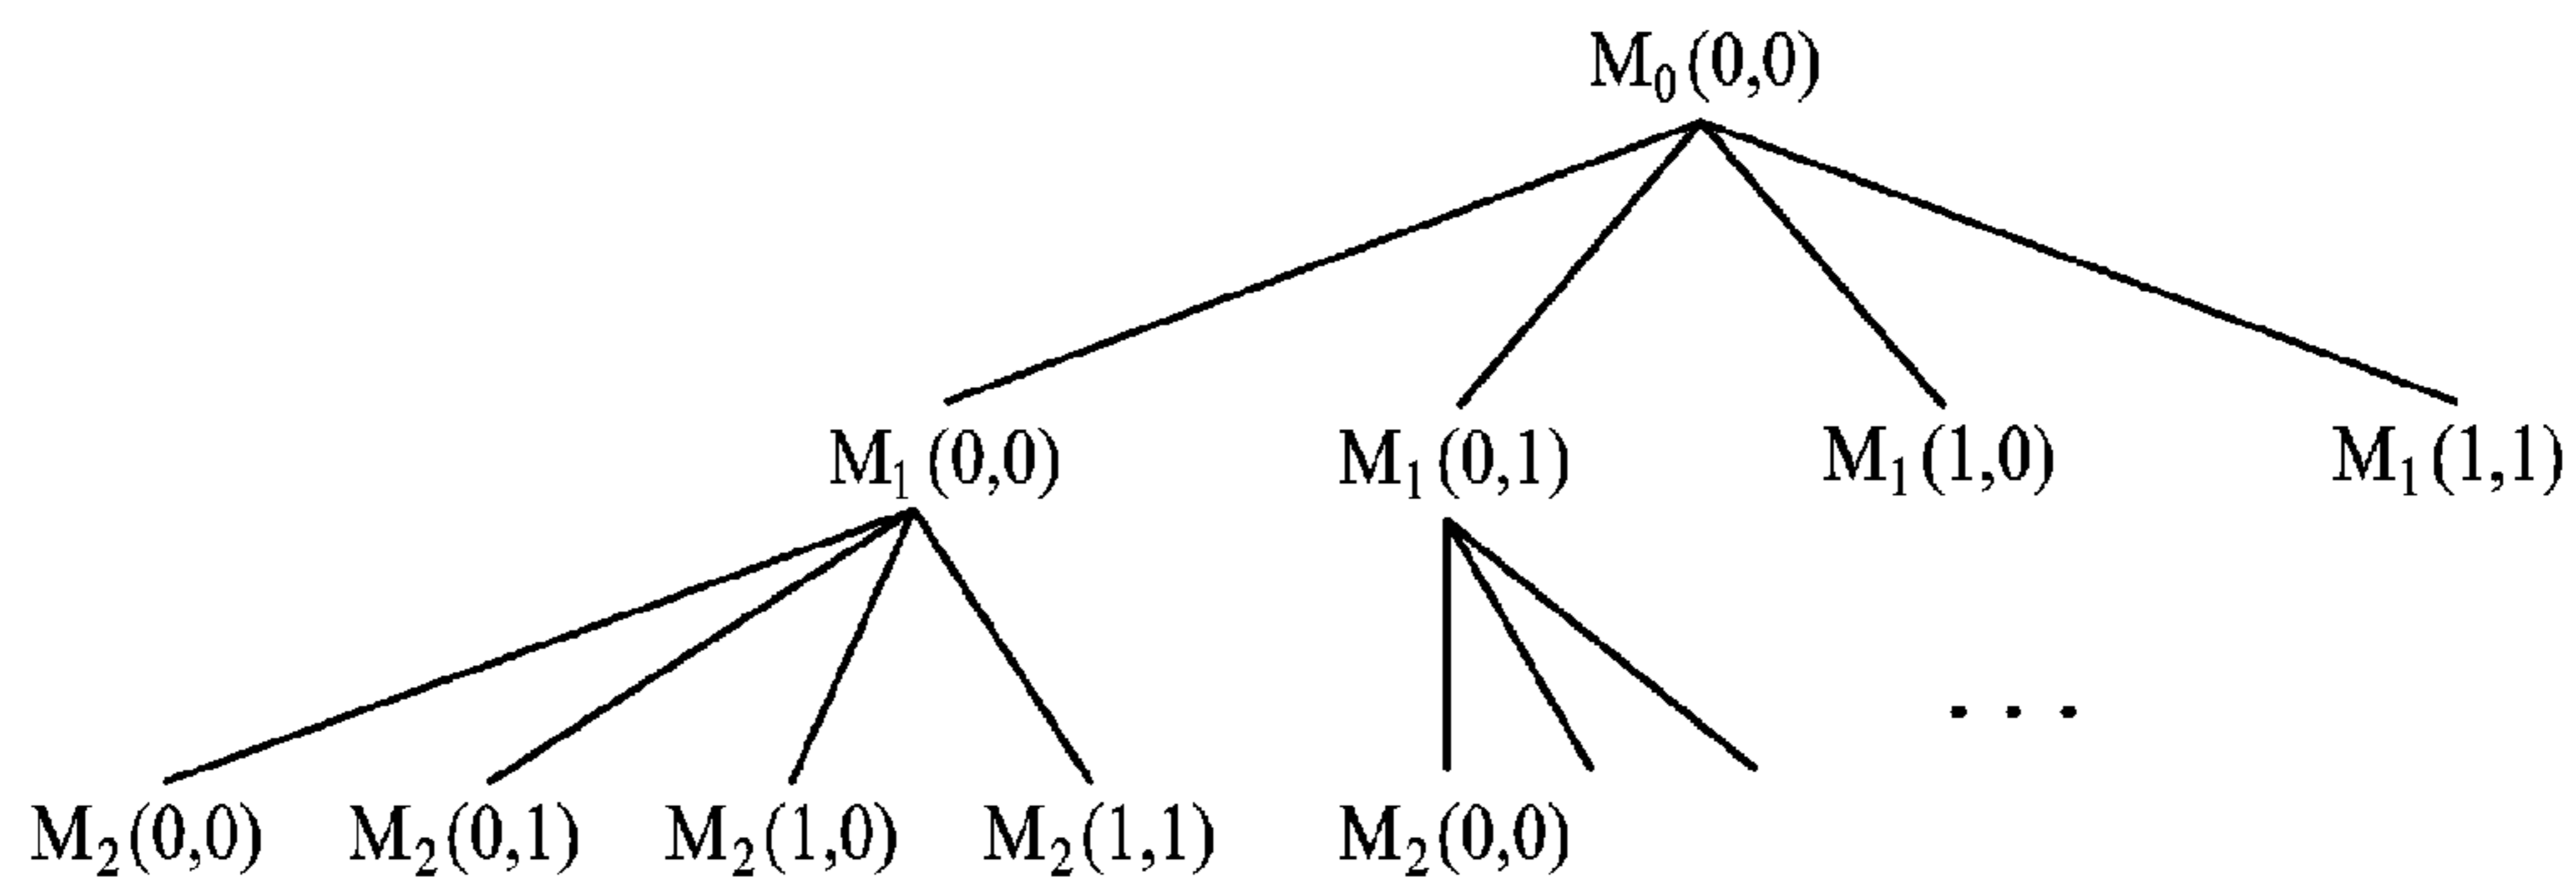 M₀(0,0)
M₁(0,0) M₁(0,1) M₁(1,0) M₁(1,1)
. . .
M₂(0,0) M₂(0,1) M₂(1,0) M₂(1,1) M₂(0,0)